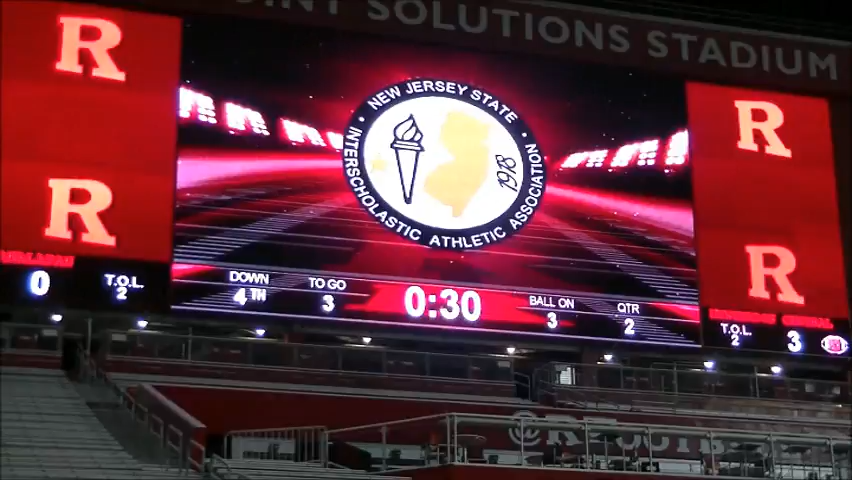 POINT SOLUTIONS STADIUM
R
R
R
R
NEW JERSEY STATE
INTERSCHOLASTIC
ATHLETIC ASSOCIATION
1918
0
T.O.L.
2
DOWN
4TH
TO GO
3
0:30
BALL ON
3
QTR
2
T.O.L.
2
3